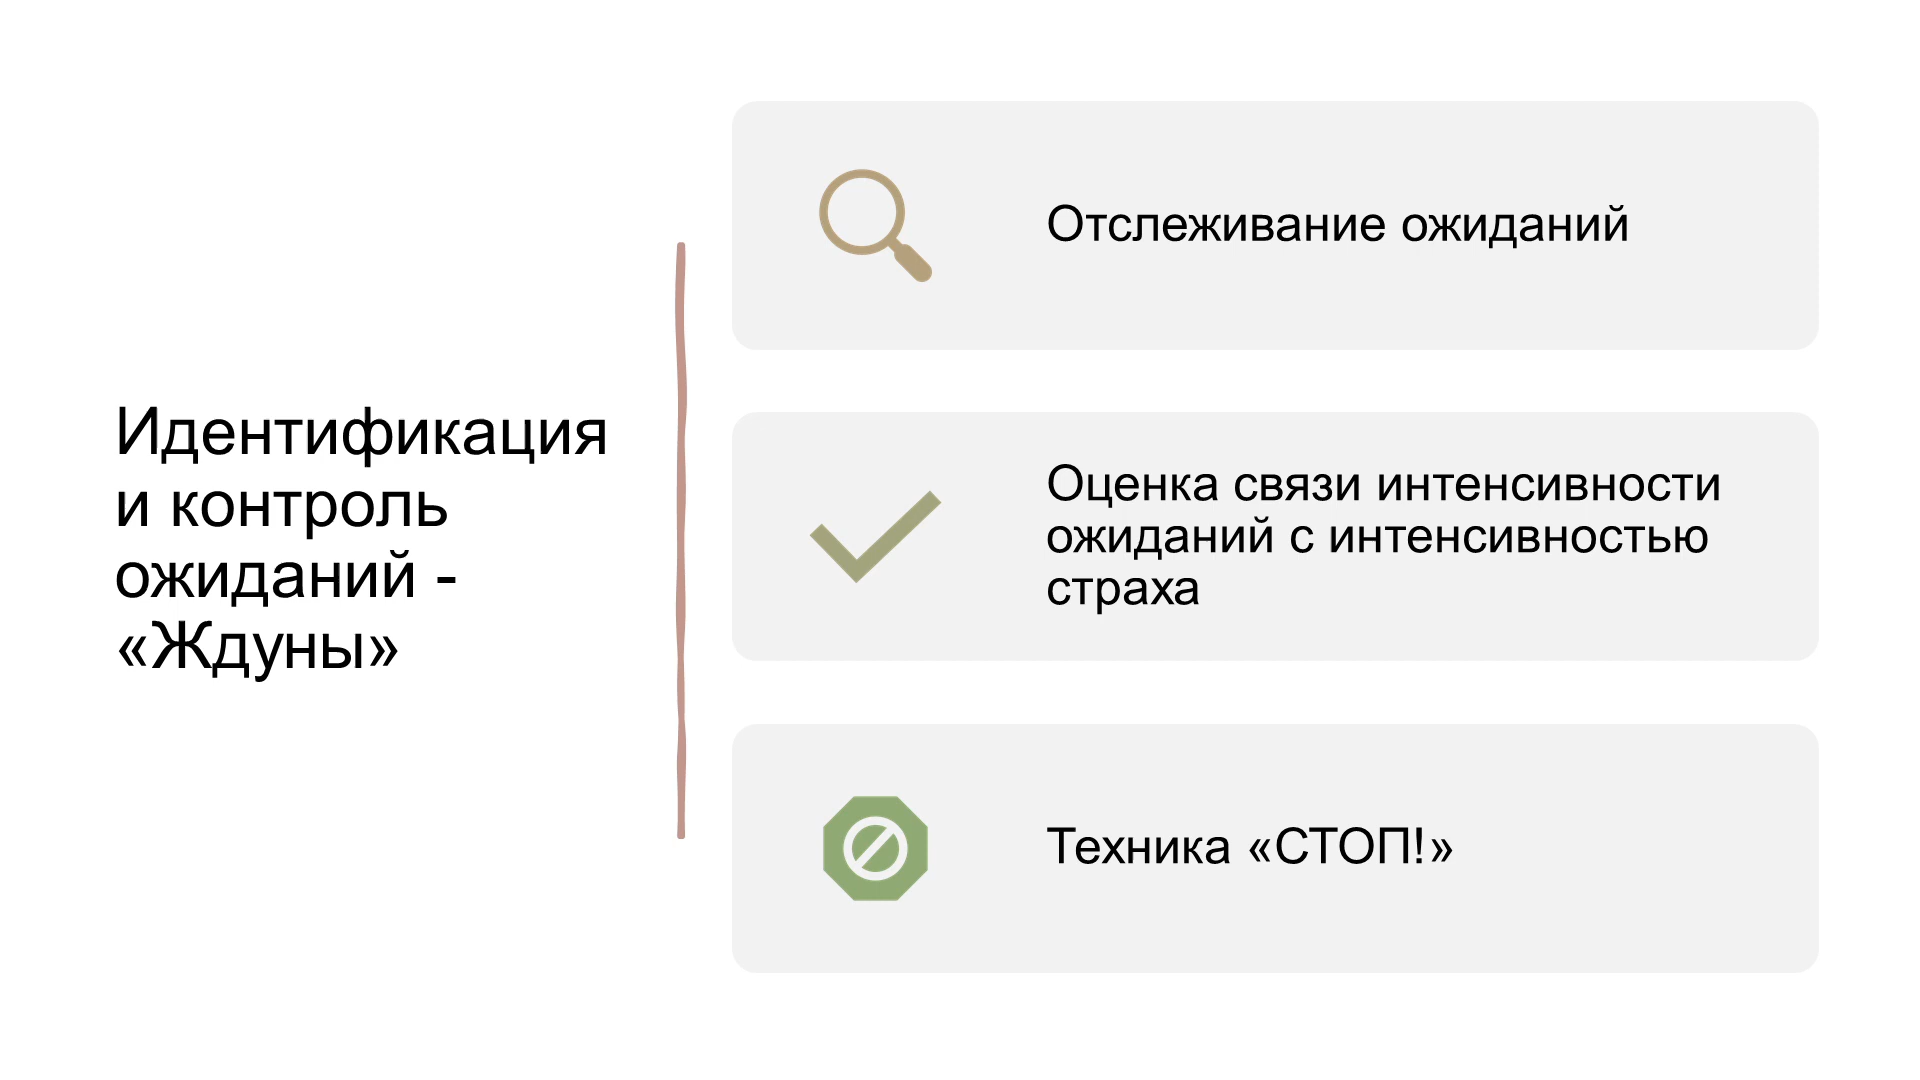 Идентификация
и контроль
ожиданий -
«Ждуны»
Отслеживание ожиданий
Оценка связи интенсивности
ожиданий с интенсивностью
страха
Техника «СТОП!»